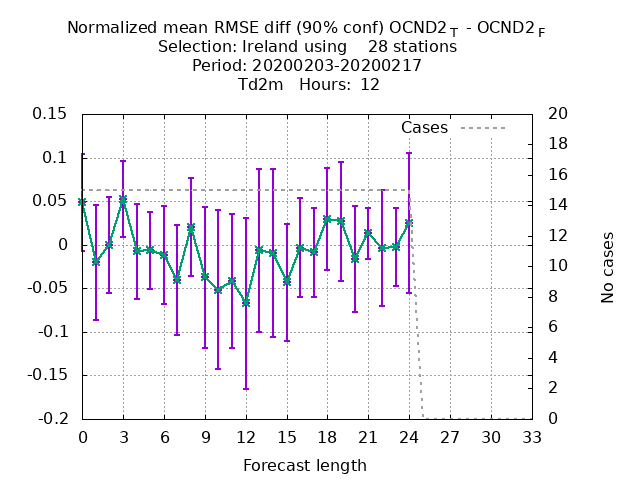 Normalized mean RMSE diff (90% conf) OCND2 T - OCND2 F
Selection: Ireland using 28 stations
Period: 20200203-20200217
Td2m Hours: 12
Cases
0.15
0.1
0.05
0
-0.05
-0.1
-0.15
-0.2
20
18
16
14
12
10
8
6
4
2
0
No cases
0 3 6 9 12 15 18 21 24 27 30 33
Forecast length